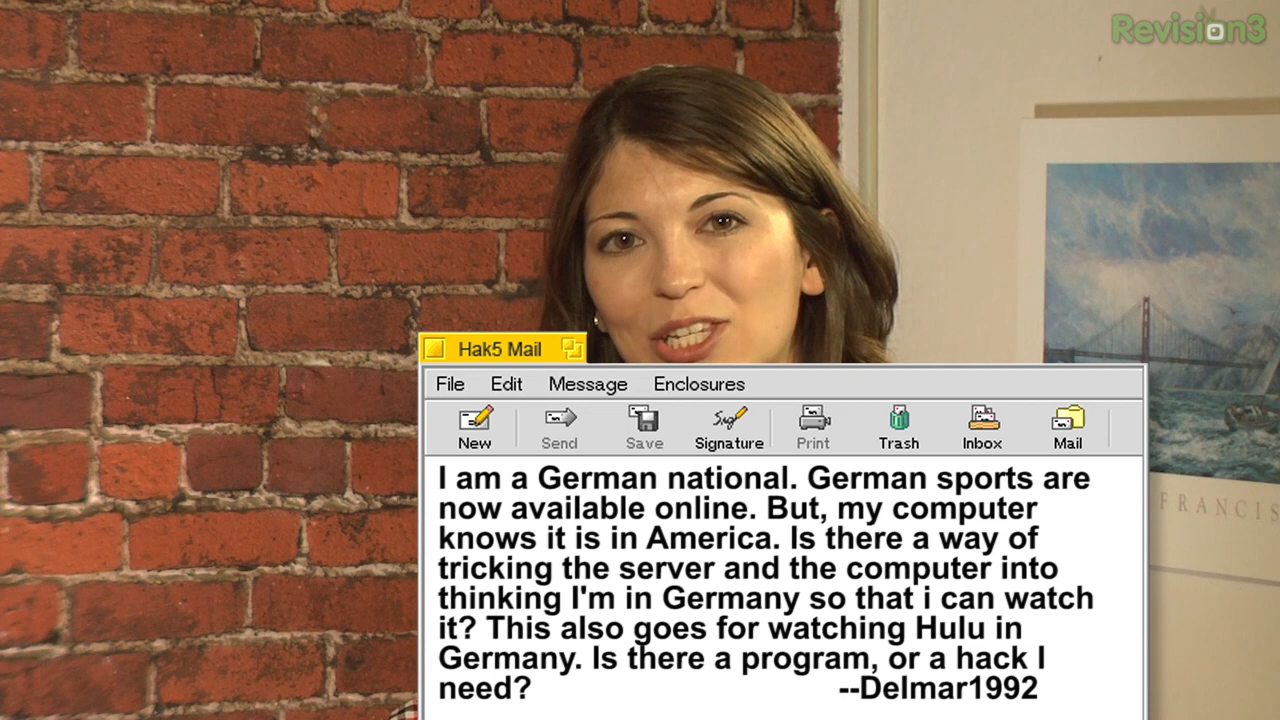 Revision3
Hak5 Mail
File Edit Message Enclosures
New Send Save Signature Print Trash Inbox Mail
I am a German national. German sports are
now available online. But, my computer
knows it is in America. Is there a way of
tricking the server and the computer into
thinking I'm in Germany so that i can watch
it? This also goes for watching Hulu in
Germany. Is there a program, or a hack I
need? --Delmar1992
FRANCIS